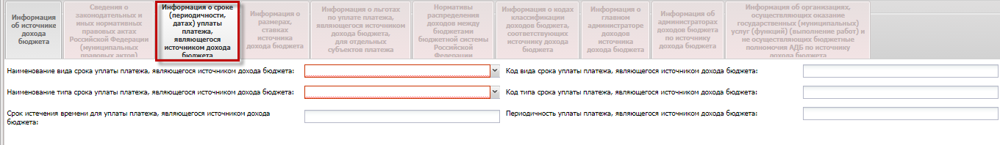 Информация
об источнике
дохода
бюджета
Сведения о
законодательных и
иных нормативных
правовых актах
Российской Федерации
(муниципальных
правовых актов)
Информация о сроке
(периодичности,
датах) уплаты
платежа,
являющегося
источником дохода
бюджета
Информация о
размерах,
ставках
источника
дохода бюджета
Информация о льготах
по уплате платежа,
являющегося источником
дохода бюджета,
для отдельных
субъектов платежа
Нормативы
распределения
доходов между
бюджетами
бюджетной системы
Российской
Федерации
Информация о кодах
классификации
доходов бюджета,
соответствующих
источнику дохода
бюджета
Информация о
главном
администраторе
доходов
источника
дохода бюджета
Информация об
администраторах
доходов бюджета
по источнику
дохода
Информация об организациях,
осуществляющих оказание
государственных (муниципальных)
услуг (функций) (выполнение работ) и
не осуществляющих бюджетные
полномочия АДБ по источнику
дохода бюджета
Наименование вида срока уплаты платежа, являющегося источником дохода бюджета:
Код вида срока уплаты платежа, являющегося источником дохода бюджета:
Наименование типа срока уплаты платежа, являющегося источником дохода бюджета:
Код типа срока уплаты платежа, являющегося источником дохода бюджета:
Срок истечения времени для уплаты платежа, являющегося источником дохода
бюджета:
Периодичность уплаты платежа, являющегося источником дохода бюджета: